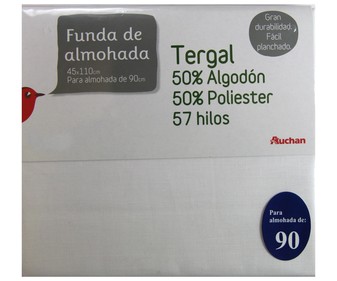 Funda de
almohada
45x110cm
Para almohada de 90cm
Gran
durabilidad.
Fácil
planchado.
Tergal
50% Algodón
50% Poliester
57 hilos
Auchan
Para
almohada de:
90